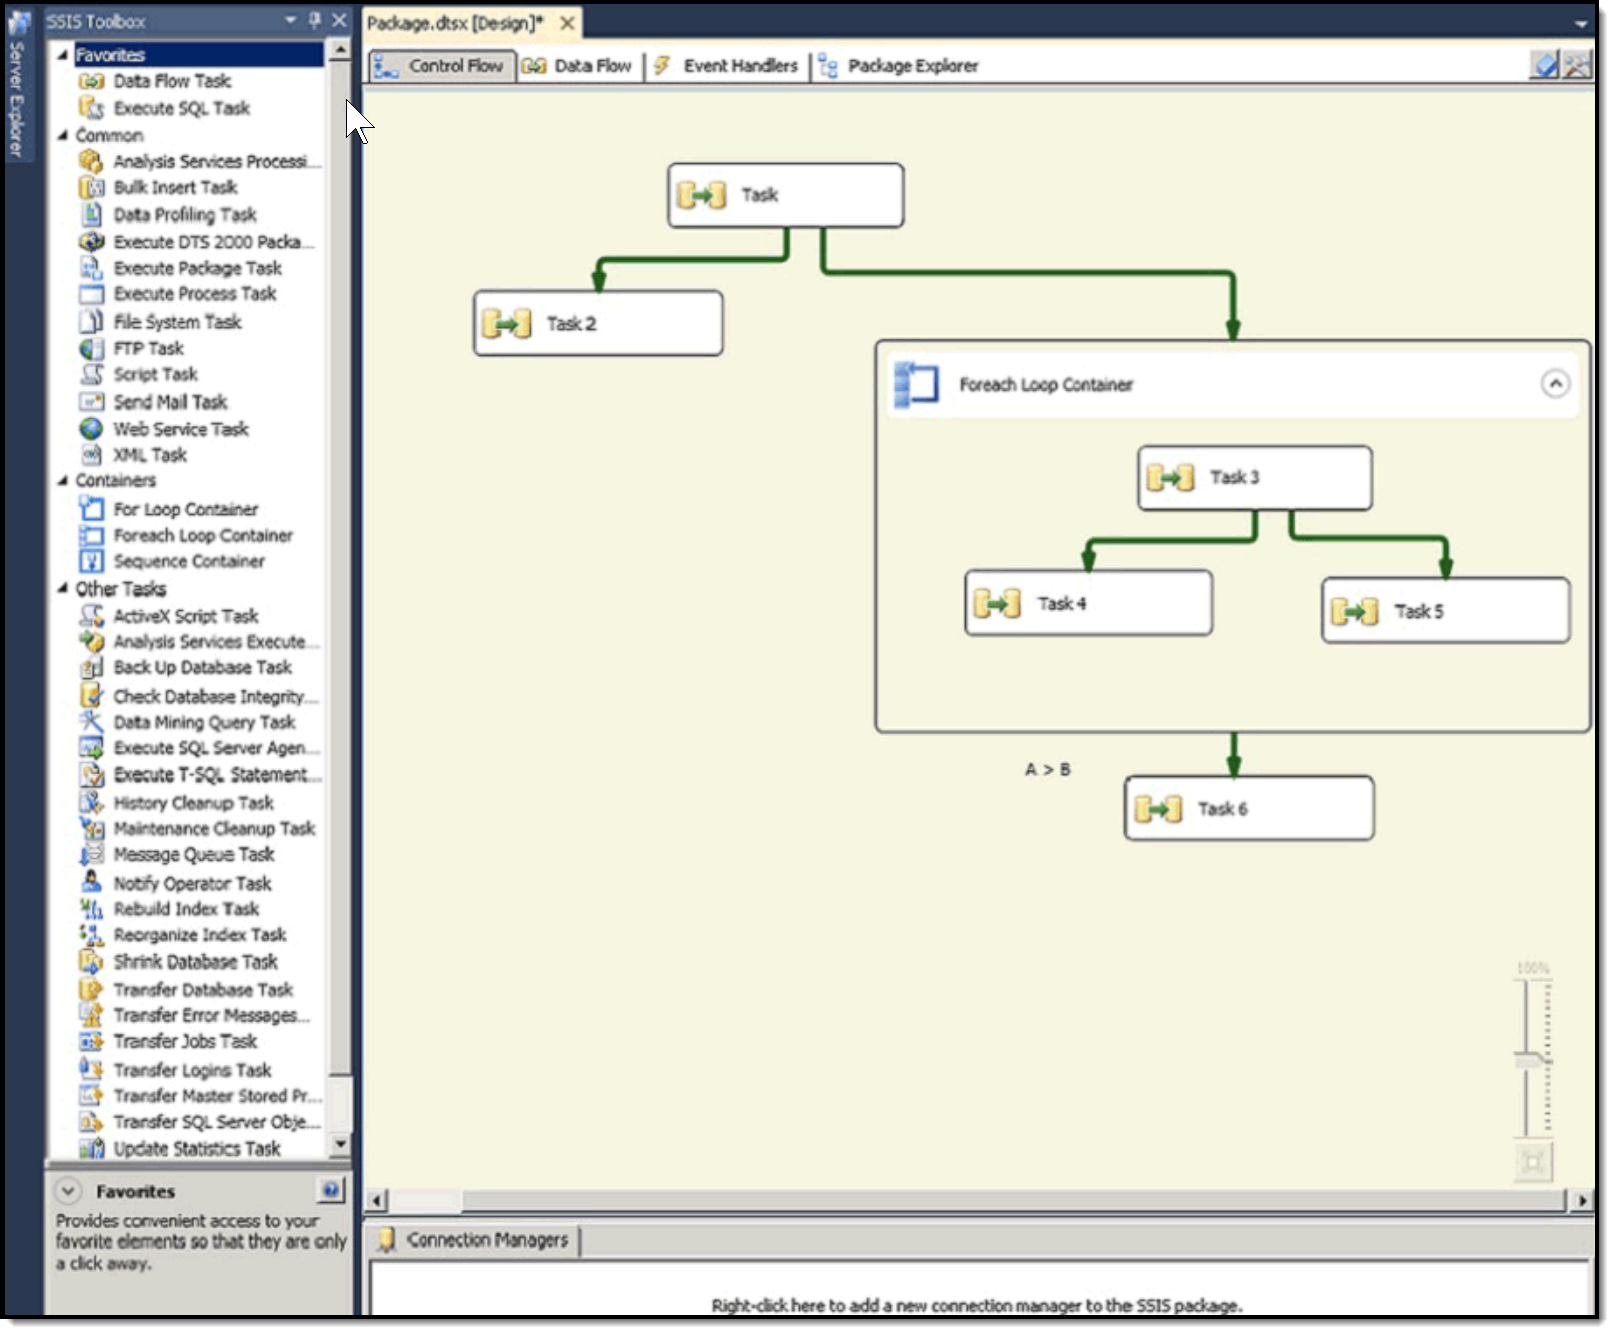 Server Explorer
SSIS Toolbox
Favorites
Data Flow Task
Execute SQL Task
Common
Analysis Services Processi...
Bulk Insert Task
Data Profiling Task
Execute DTS 2000 Packa...
Execute Package Task
Execute Process Task
File System Task
FTP Task
Script Task
Send Mail Task
Web Service Task
XML Task
Containers
For Loop Container
Foreach Loop Container
Sequence Container
Other Tasks
ActiveX Script Task
Analysis Services Execute...
Back Up Database Task
Check Database Integrity...
Data Mining Query Task
Execute SQL Server Agen...
Execute T-SQL Statement...
History Cleanup Task
Maintenance Cleanup Task
Message Queue Task
Notify Operator Task
Rebuild Index Task
Reorganize Index Task
Shrink Database Task
Transfer Database Task
Transfer Error Messages...
Transfer Jobs Task
Transfer Logins Task
Transfer Master Stored Pr...
Transfer SQL Server Obje...
Update Statistics Task
Favorites
Provides convenient access to your
favorite elements so that they are only
a click away.
Package.dtsx [Design]*
Control Flow
Data Flow
Event Handlers
Package Explorer
Task
Task 2
Foreach Loop Container
Task 3
Task 4
Task 5
A > B
Task 6
100%
Connection Managers
Right-click here to add a new connection manager to the SSIS package.